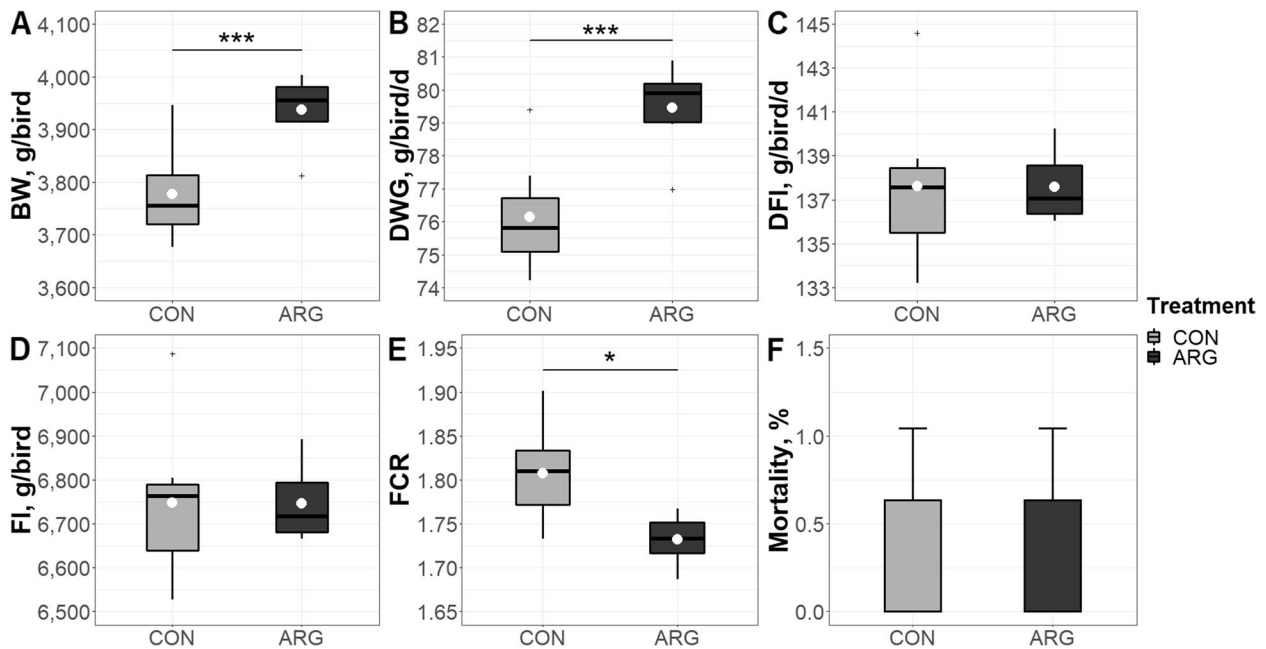 A
BW, g/bird
4,100
4,000
3,900
3,800
3,700
3,600
***
CON ARG
B
DWG, g/bird/d
82
81
80
79
78
77
76
75
74
***
CON ARG
C
DFI, g/bird/d
145
143
141
139
137
135
133
CON ARG
D
FI, g/bird
7,100
7,000
6,900
6,800
6,700
6,600
6,500
CON ARG
E
FCR
1.95
1.90
1.85
1.80
1.75
1.70
1.65
*
CON ARG
F
Mortality, %
1.5
1.0
0.5
0.0
CON ARG
Treatment
CON
ARG